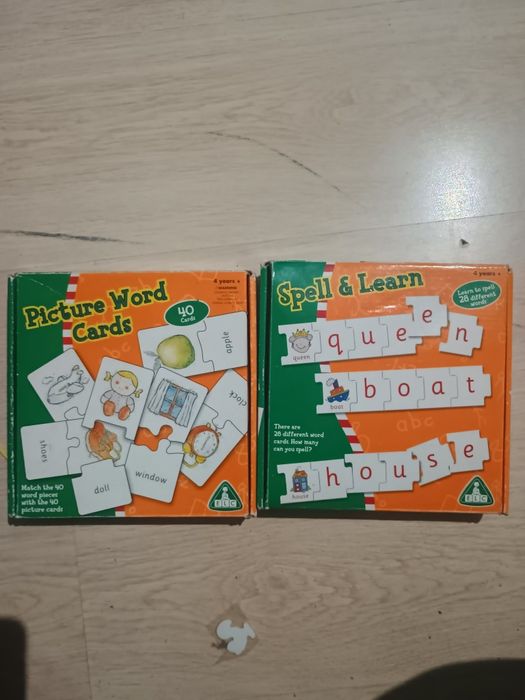 Picture Word
Cards
4 years +
WARNING
40
Cards
apple
clock
shoes
doll
window
Match the 40
word pieces
with the 40
picture cards
ELC
Spell & Learn
4 years +
Learn to spell
28 different
words
queen
q u e e n
boat
b o a t
There are
28 different word
cards. How many
can you spell?
abc
house
h o u s e
ELC